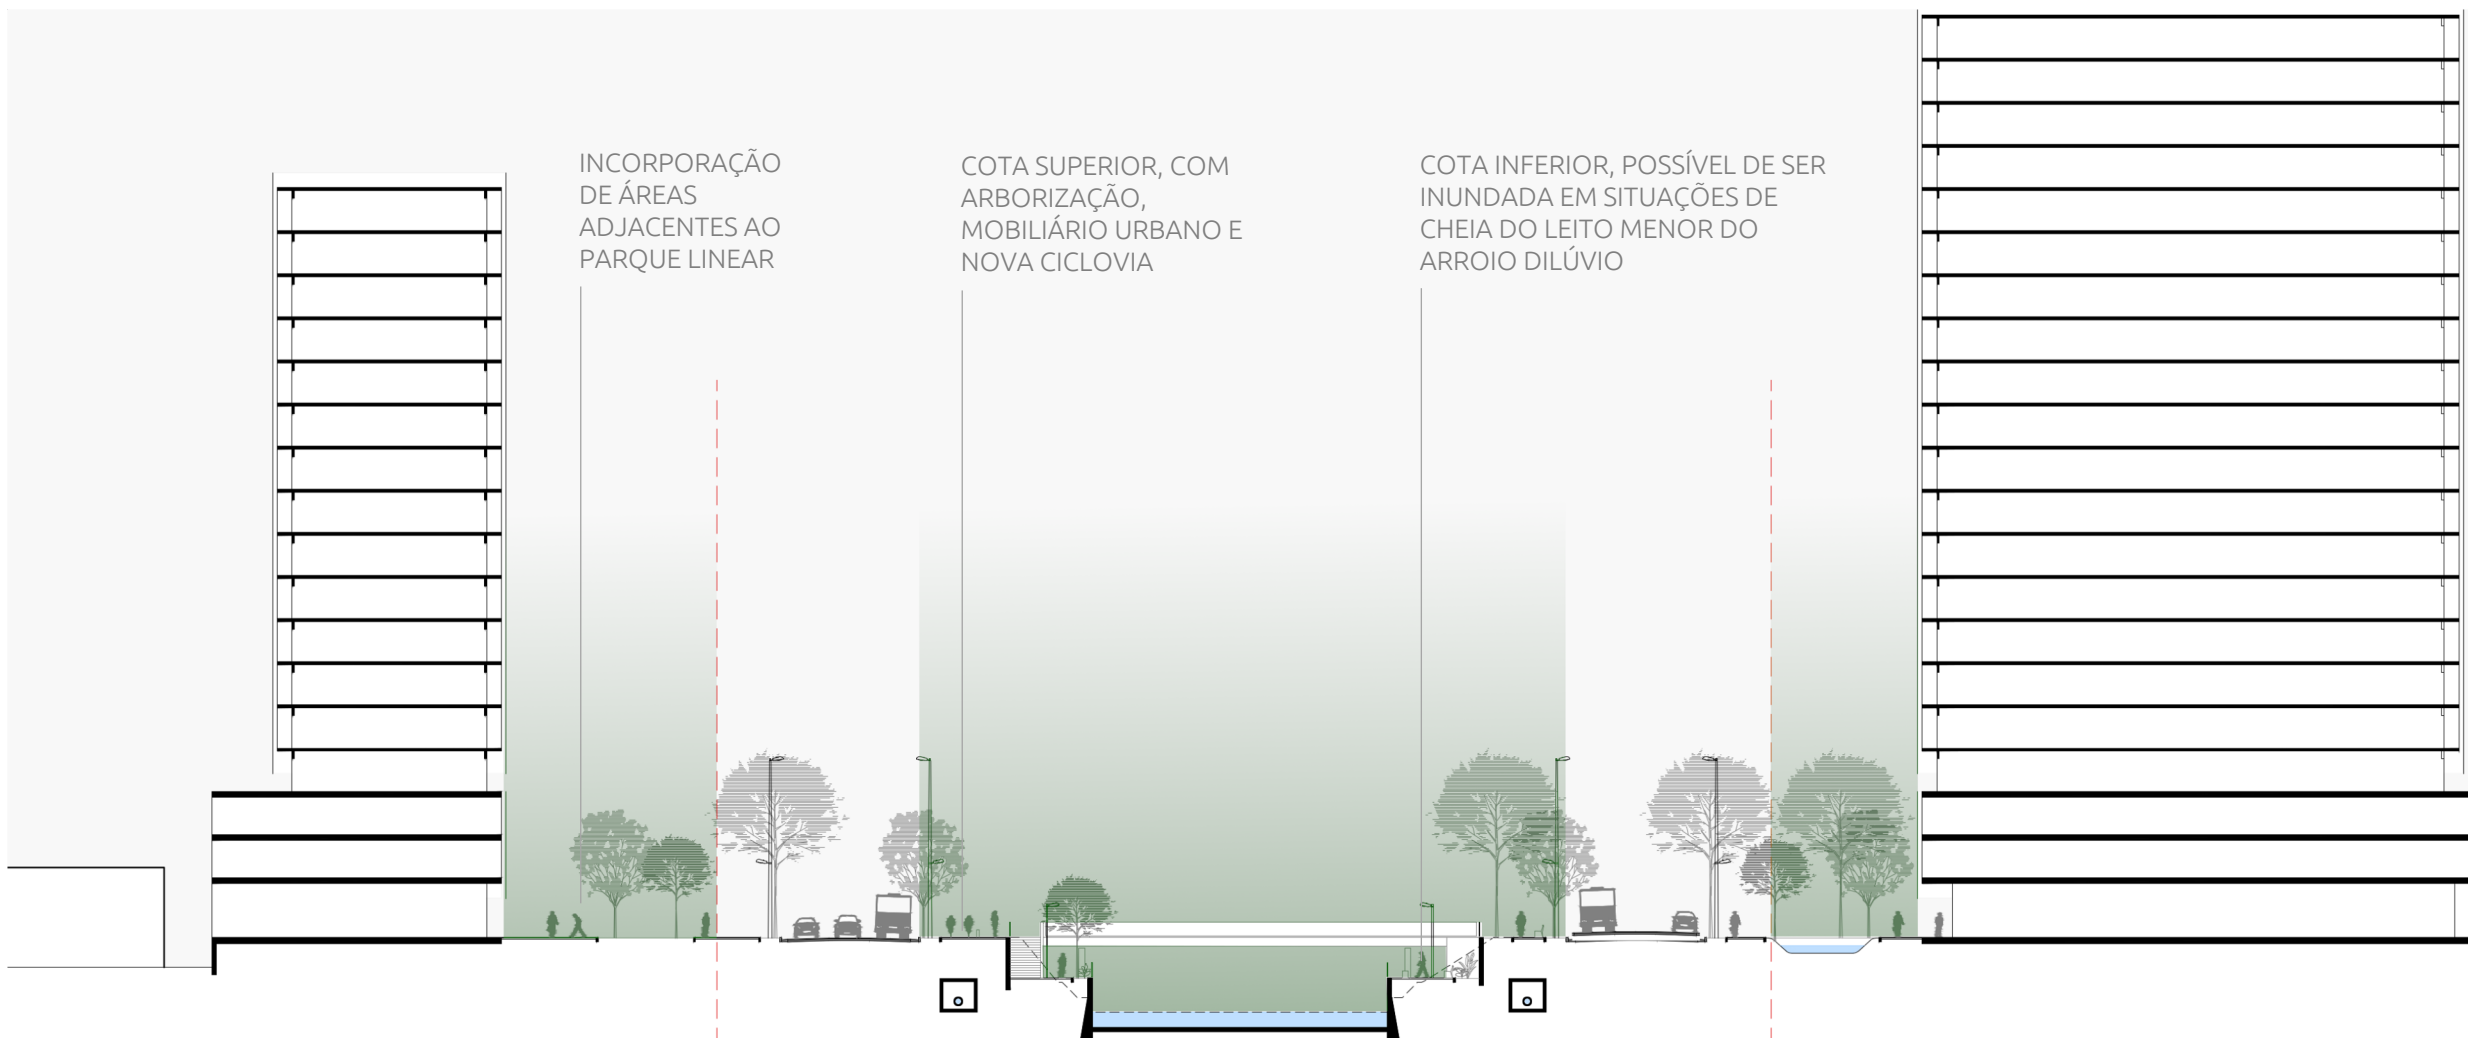 INCORPORAÇÃO
DE ÁREAS
ADJACENTES AO
PARQUE LINEAR
COTA SUPERIOR, COM
ARBORIZAÇÃO,
MOBILIÁRIO URBANO E
NOVA CICLOVIA
COTA INFERIOR, POSSÍVEL DE SER
INUNDADA EM SITUAÇÕES DE
CHEIA DO LEITO MENOR DO
ARROIO DILÚVIO